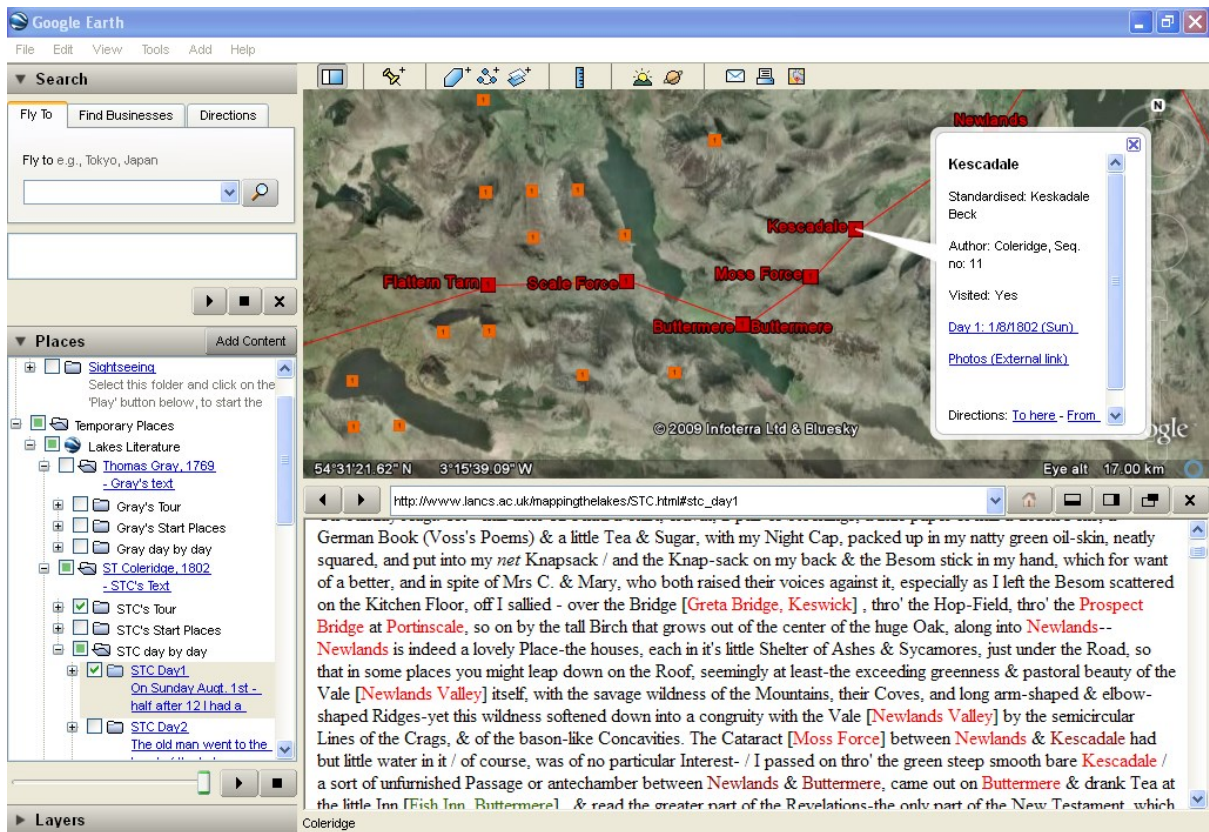 Google Earth
File Edit View Tools Add Help
Search
Fly To Find Businesses Directions
Fly to e.g., Tokyo, Japan
Places Add Content
Sightseeing
Select this folder and click on the
'Play' button below, to start the
Temporary Places
Lakes Literature
Thomas Gray, 1769
- Gray's text
Gray's Tour
Gray's Start Places
Gray day by day
ST Coleridge, 1802
- STC's Text
STC's Tour
STC's Start Places
STC day by day
STC Day1
On Sunday Augt. 1st -
half after 12 I had a
STC Day2
The old man went to the
Layers
Newlands
Kescadale
Flattern Tarn
Scale Force
Moss Force
Buttermere Buttermere
N
Kescadale
Standardised: Keskadale
Beck
Author: Coleridge, Seq.
no: 11
Visited: Yes
Day 1: 1/8/1802 (Sun)
Photos (External link)
Directions: To here - From
© 2009 Infoterra Ltd & Bluesky
ogle
54°31'21.62" N 3°15'39.09" W Eye alt 17.00 km
http://www.lancs.ac.uk/mappingthelakes/STC.html#stc_day1
German Book (Voss's Poems) & a little Tea & Sugar, with my Night Cap, packed up in my natty green oil-skin, neatly
squared, and put into my net Knapsack / and the Knap-sack on my back & the Besom stick in my hand, which for want
of a better, and in spite of Mrs C. & Mary, who both raised their voices against it, especially as I left the Besom scattered
on the Kitchen Floor, off I sallied - over the Bridge [Greta Bridge, Keswick] , thro' the Hop-Field, thro' the Prospect
Bridge at Portinscale, so on by the tall Birch that grows out of the center of the huge Oak, along into Newlands--
Newlands is indeed a lovely Place-the houses, each in it's little Shelter of Ashes & Sycamores, just under the Road, so
that in some places you might leap down on the Roof, seemingly at least-the exceeding greenness & pastoral beauty of the
Vale [Newlands Valley] itself, with the savage wildness of the Mountains, their Coves, and long arm-shaped & elbow-
shaped Ridges-yet this wildness softened down into a congruity with the Vale [Newlands Valley] by the semicircular
Lines of the Crags, & of the bason-like Concavities. The Cataract [Moss Force] between Newlands & Kescadale had
but little water in it / of course, was of no particular Interest- / I passed on thro' the green steep smooth bare Kescadale /
a sort of unfurnished Passage or antechamber between Newlands & Buttermere, came out on Buttermere & drank Tea at
the little Inn [Fish Inn, Buttermere] , & read the greater part of the Revelations-the only part of the New Testament, which
Coleridge